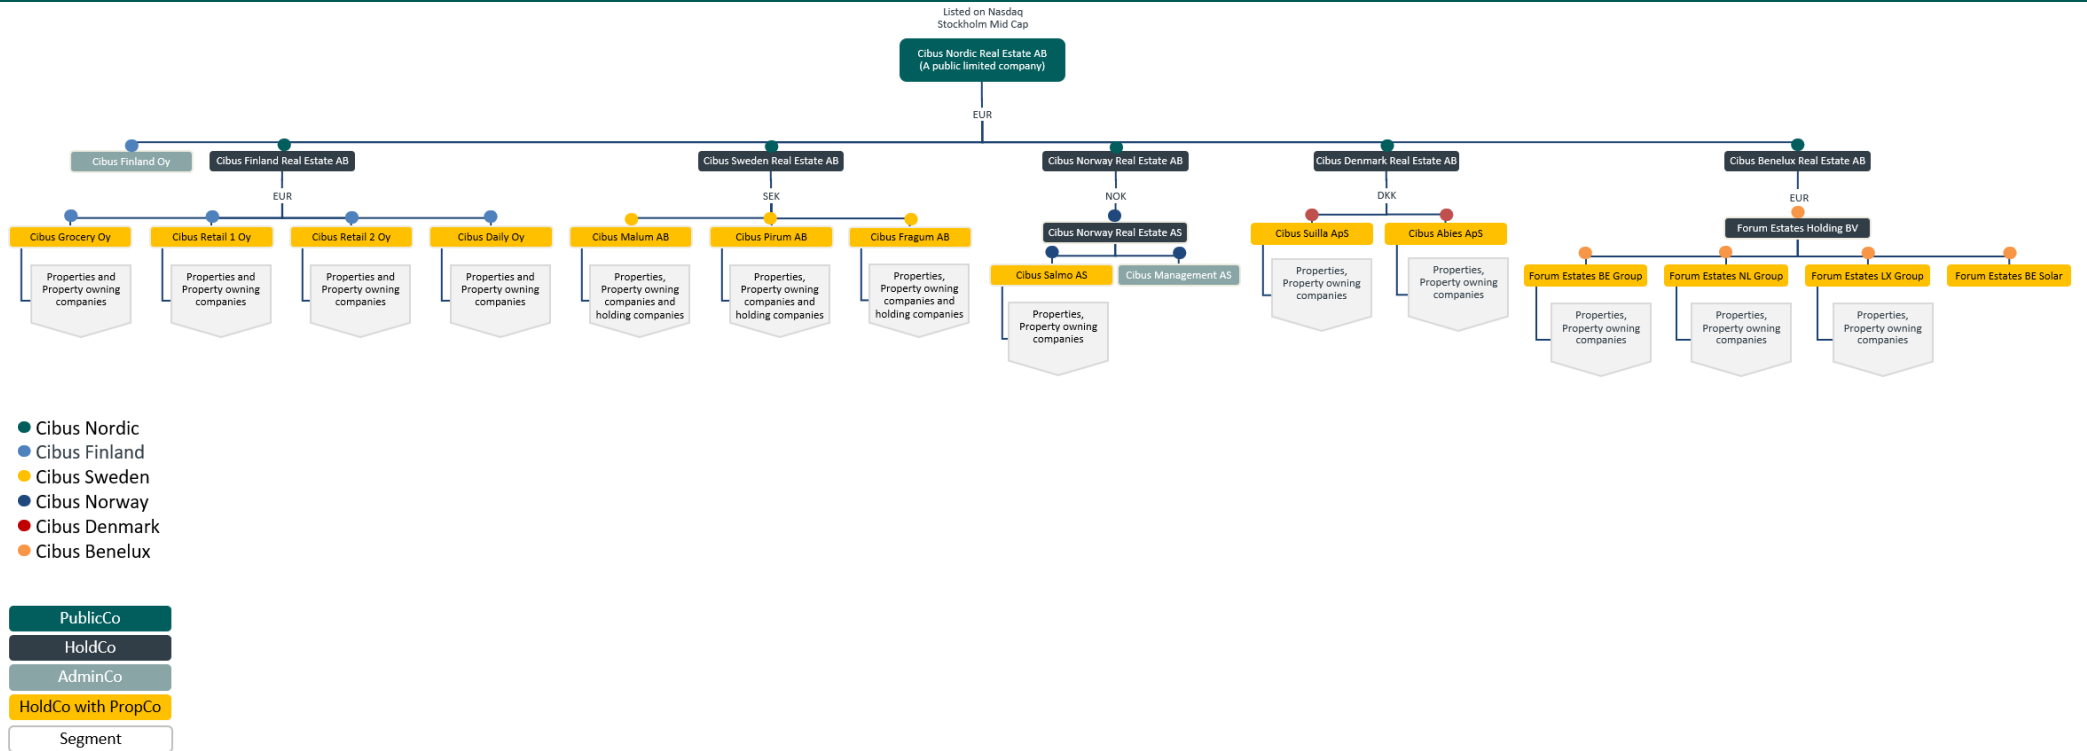 Listed on Nasdaq
Stockholm Mid Cap
Cibus Nordic Real Estate AB
(A public limited company)
EUR
Cibus Finland Oy
Cibus Finland Real Estate AB
Cibus Sweden Real Estate AB
Cibus Norway Real Estate AB
Cibus Denmark Real Estate AB
Cibus Benelux Real Estate AB
EUR
SEK
NOK
DKK
EUR
Cibus Grocery Oy
Cibus Retail 1 Oy
Cibus Retail 2 Oy
Cibus Daily Oy
Cibus Malum AB
Cibus Pirum AB
Cibus Fragum AB
Cibus Norway Real Estate AS
Cibus Suilla ApS
Cibus Abies ApS
Forum Estates Holding BV
Cibus Salmo AS
Cibus Management AS
Forum Estates BE Group
Forum Estates NL Group
Forum Estates LX Group
Forum Estates BE Solar
Properties and
Property owning
companies
Properties and
Property owning
companies
Properties and
Property owning
companies
Properties and
Property owning
companies
Properties,
Property owning
companies and
holding companies
Properties,
Property owning
companies and
holding companies
Properties,
Property owning
companies and
holding companies
Properties,
Property owning
companies
Properties,
Property owning
companies
Properties,
Property owning
companies
Properties,
Property owning
companies
Properties,
Property owning
companies
Properties,
Property owning
companies
Cibus Nordic
Cibus Finland
Cibus Sweden
Cibus Norway
Cibus Denmark
Cibus Benelux
PublicCo
HoldCo
AdminCo
HoldCo with PropCo
Segment